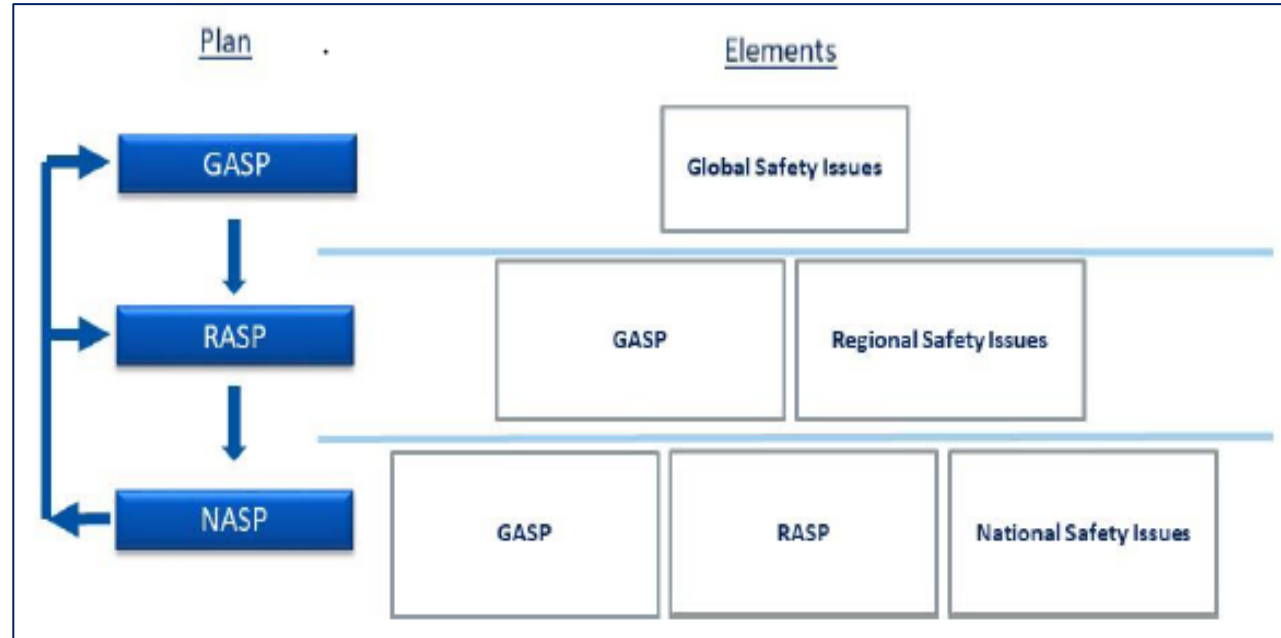 Plan
Elements
GASP
Global Safety Issues
RASP
GASP
Regional Safety Issues
NASP
GASP
RASP
National Safety Issues